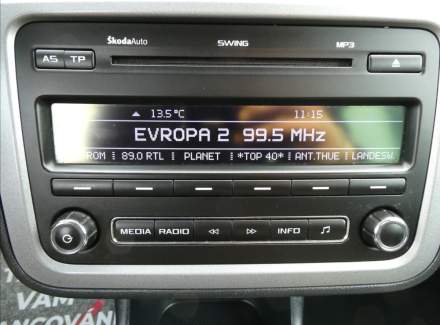 ŠkodaAuto SWING MP3
AS TP
13.5°C 11:15
EVROPA 2 99.5 MHz
ROM | 89.0 RTL | PLANET | *TOP 40* | ANT.THUE | LANDESW
MEDIA RADIO INFO
VÁM